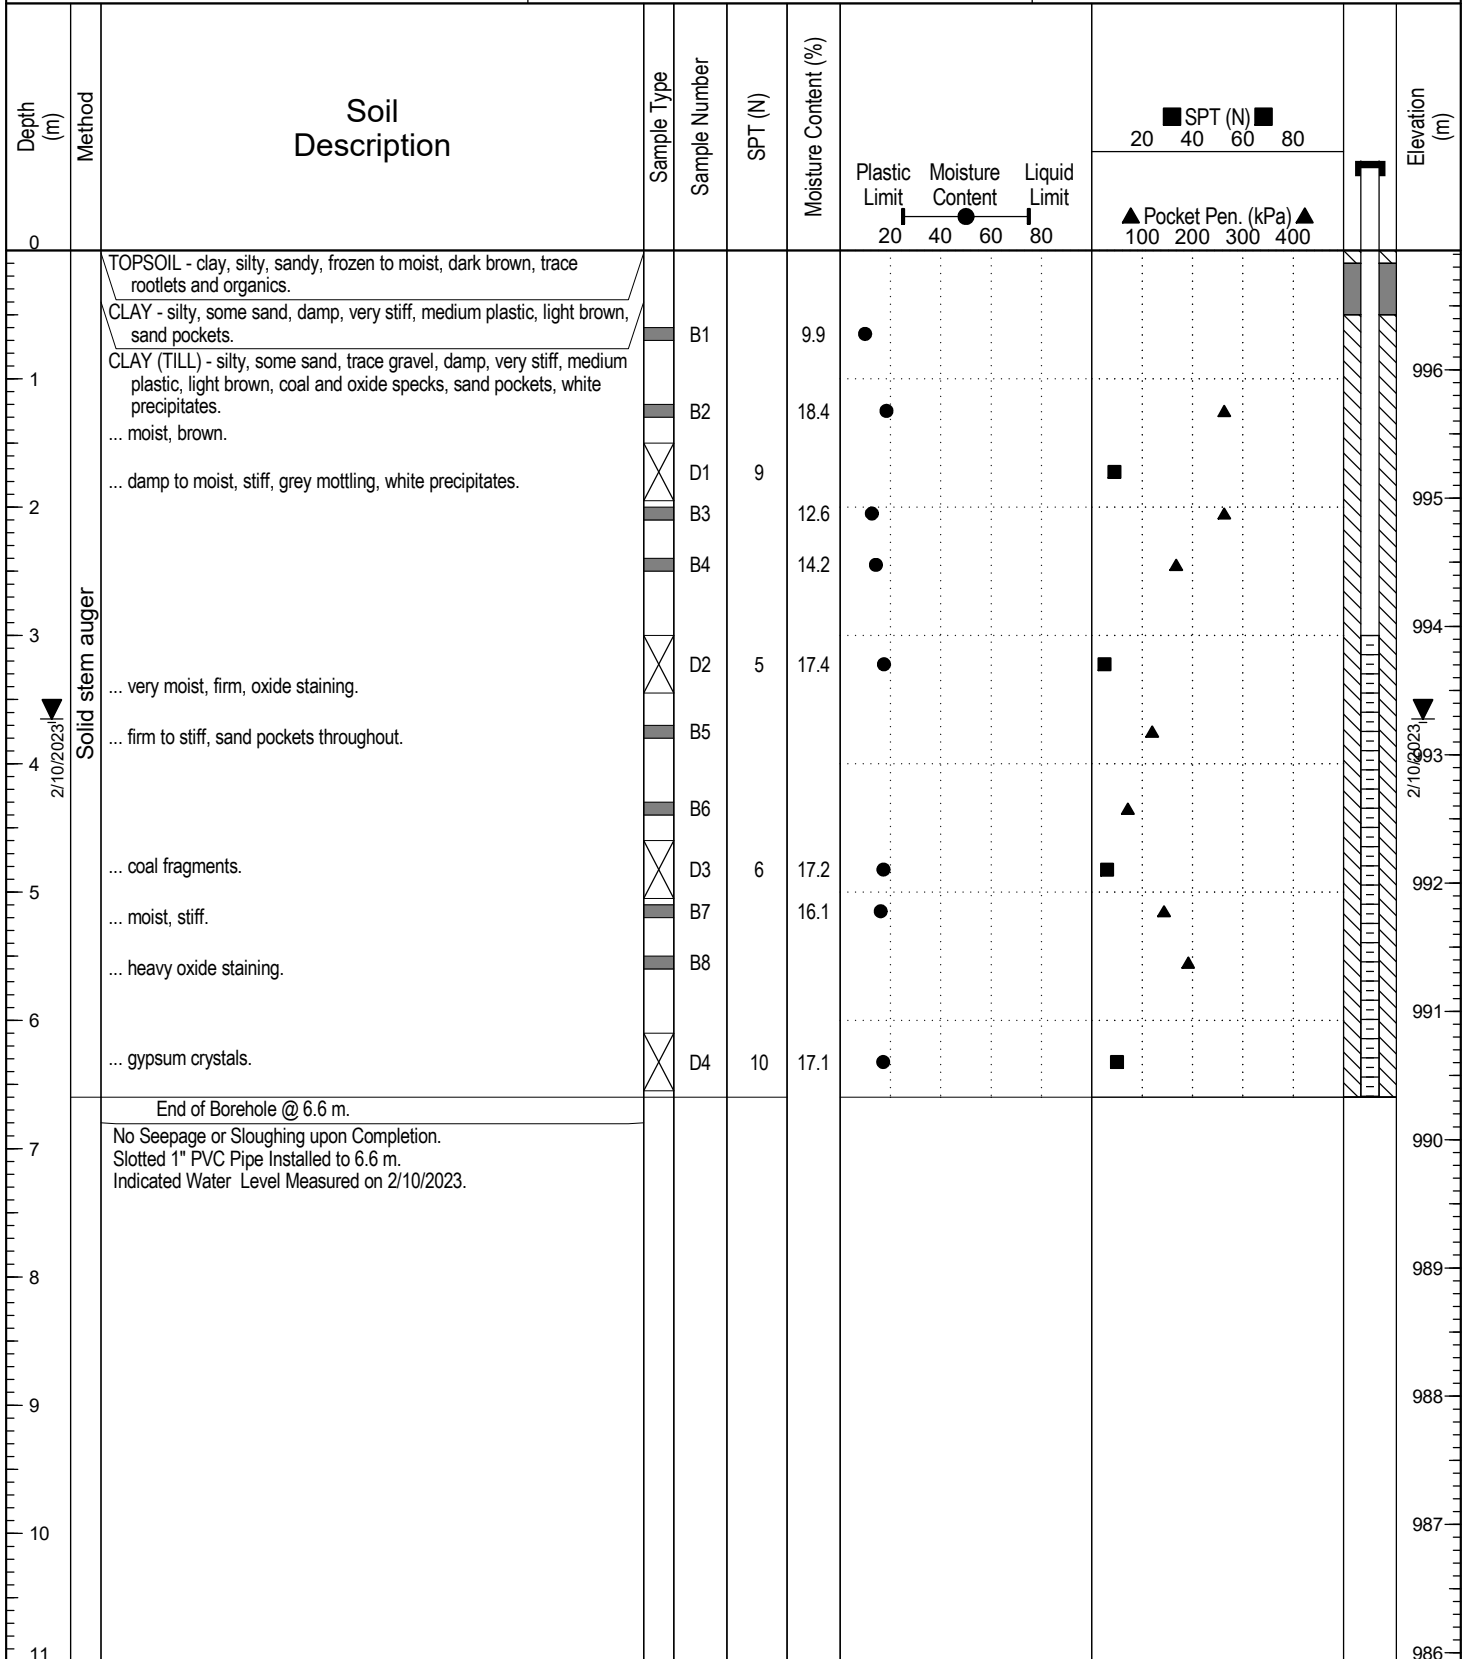 Depth
(m)
Method
Soil
Description
Sample Type
Sample Number
SPT (N)
Moisture Content (%)
Plastic Moisture Liquid
Limit Content Limit
20 40 60 80
SPT (N)
20 40 60 80
Pocket Pen. (kPa)
100 200 300 400
Elevation
(m)
0
TOPSOIL - clay, silty, sandy, frozen to moist, dark brown, trace
rootlets and organics.
CLAY - silty, some sand, damp, very stiff, medium plastic, light brown,
sand pockets.
B1 9.9
CLAY (TILL) - silty, some sand, trace gravel, damp, very stiff, medium
plastic, light brown, coal and oxide specks, sand pockets, white
precipitates.
1
996
B2 18.4
... moist, brown.
D1 9
... damp to moist, stiff, grey mottling, white precipitates.
995
2
B3 12.6
B4 14.2
Solid stem auger
994
3
D2 5 17.4
... very moist, firm, oxide staining.
2/10/2023
2/10/2023
B5
... firm to stiff, sand pockets throughout.
993
4
B6
... coal fragments.
D3 6 17.2
992
5
B7 16.1
... moist, stiff.
B8
... heavy oxide staining.
991
6
... gypsum crystals.
D4 10 17.1
End of Borehole @ 6.6 m.
No Seepage or Sloughing upon Completion.
990
7
Slotted 1" PVC Pipe Installed to 6.6 m.
Indicated Water Level Measured on 2/10/2023.
989
8
988
9
987
10
986
11